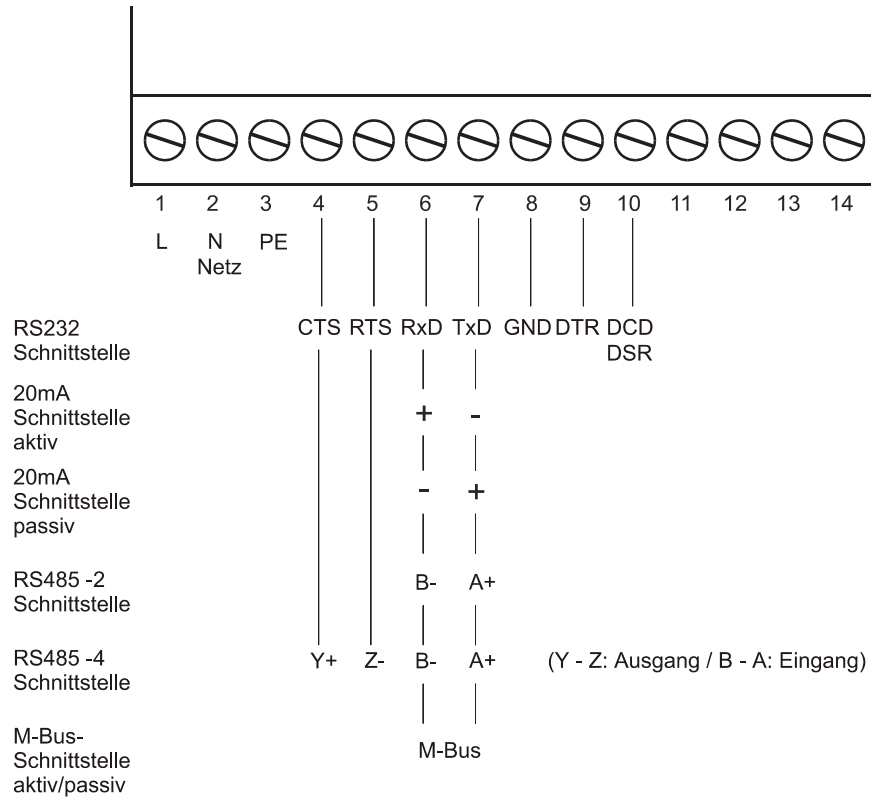 1 2 3 4 5 6 7 8 9 10 11 12 13 14
L N PE
Netz
RS232 CTS RTS RxD TxD GND DTR DCD
Schnittstelle DSR
20mA
Schnittstelle + -
aktiv
20mA
Schnittstelle - +
passiv
RS485 -2 B- A+
Schnittstelle
RS485 -4 Y+ Z- B- A+ (Y - Z: Ausgang / B - A: Eingang)
Schnittstelle
M-Bus-
Schnittstelle M-Bus
aktiv/passiv